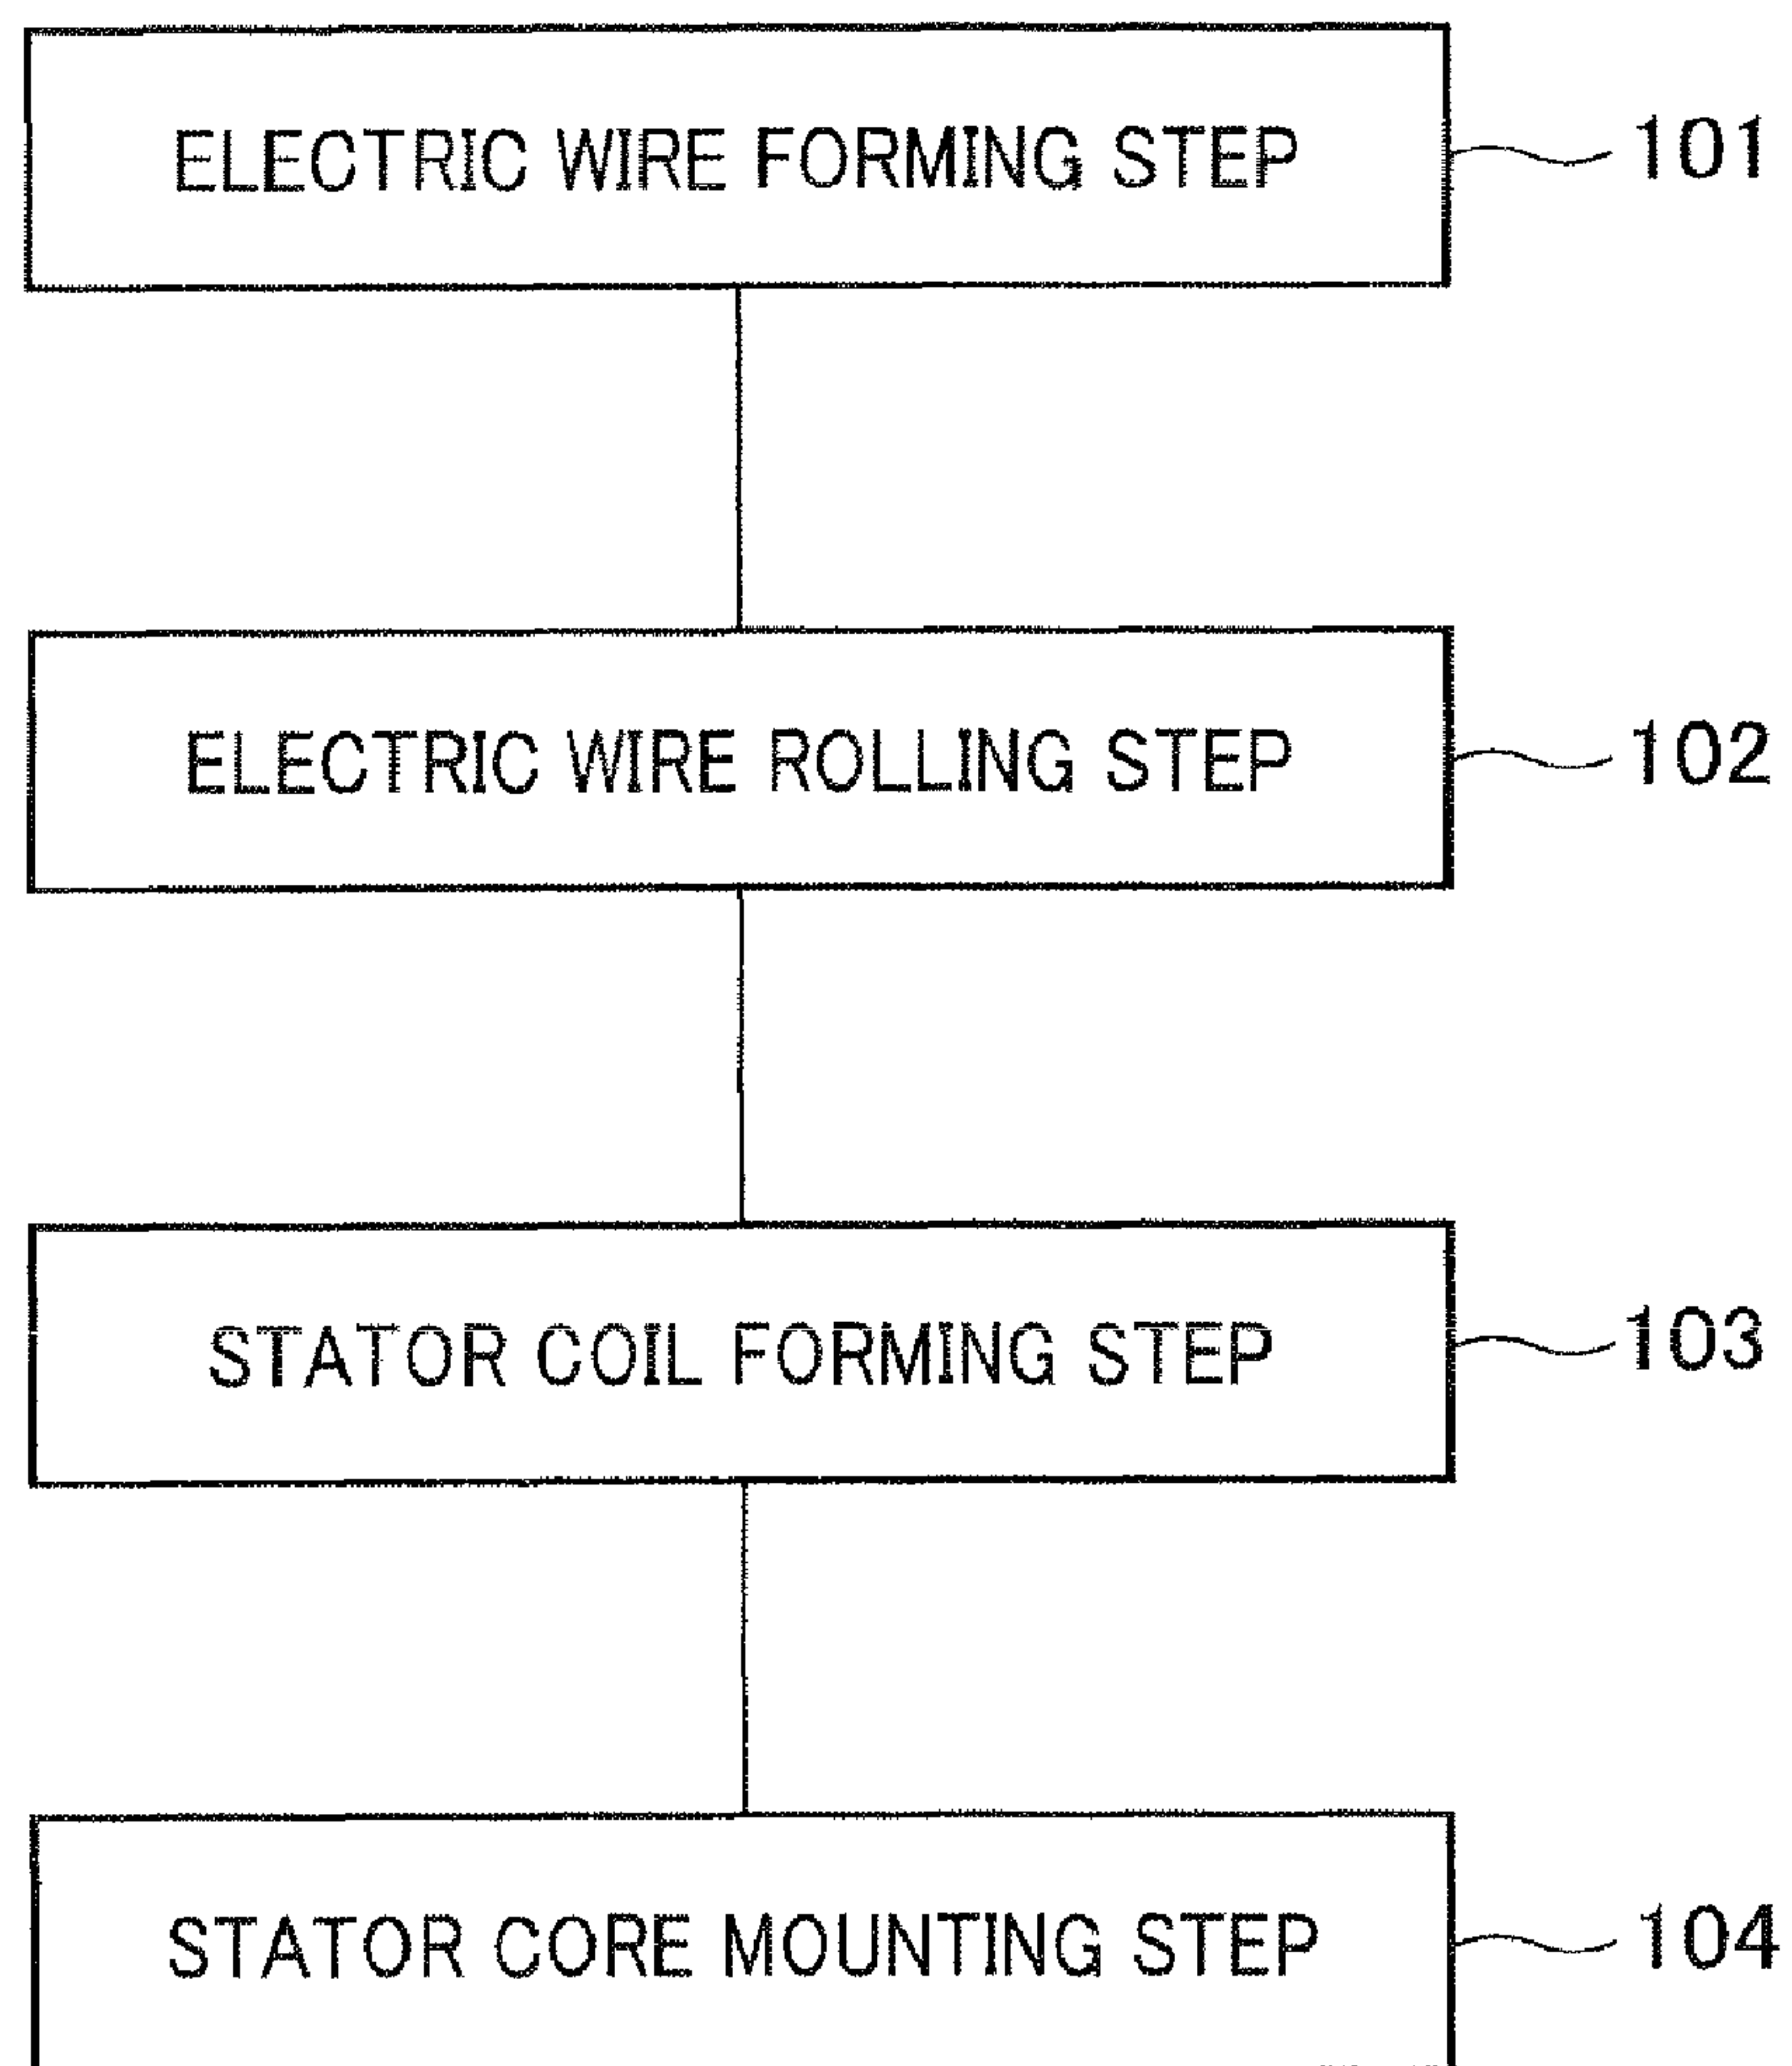 ELECTRIC WIRE FORMING STEP 101
ELECTRIC WIRE ROLLING STEP 102
STATOR COIL FORMING STEP 103
STATOR CORE MOUNTING STEP 104